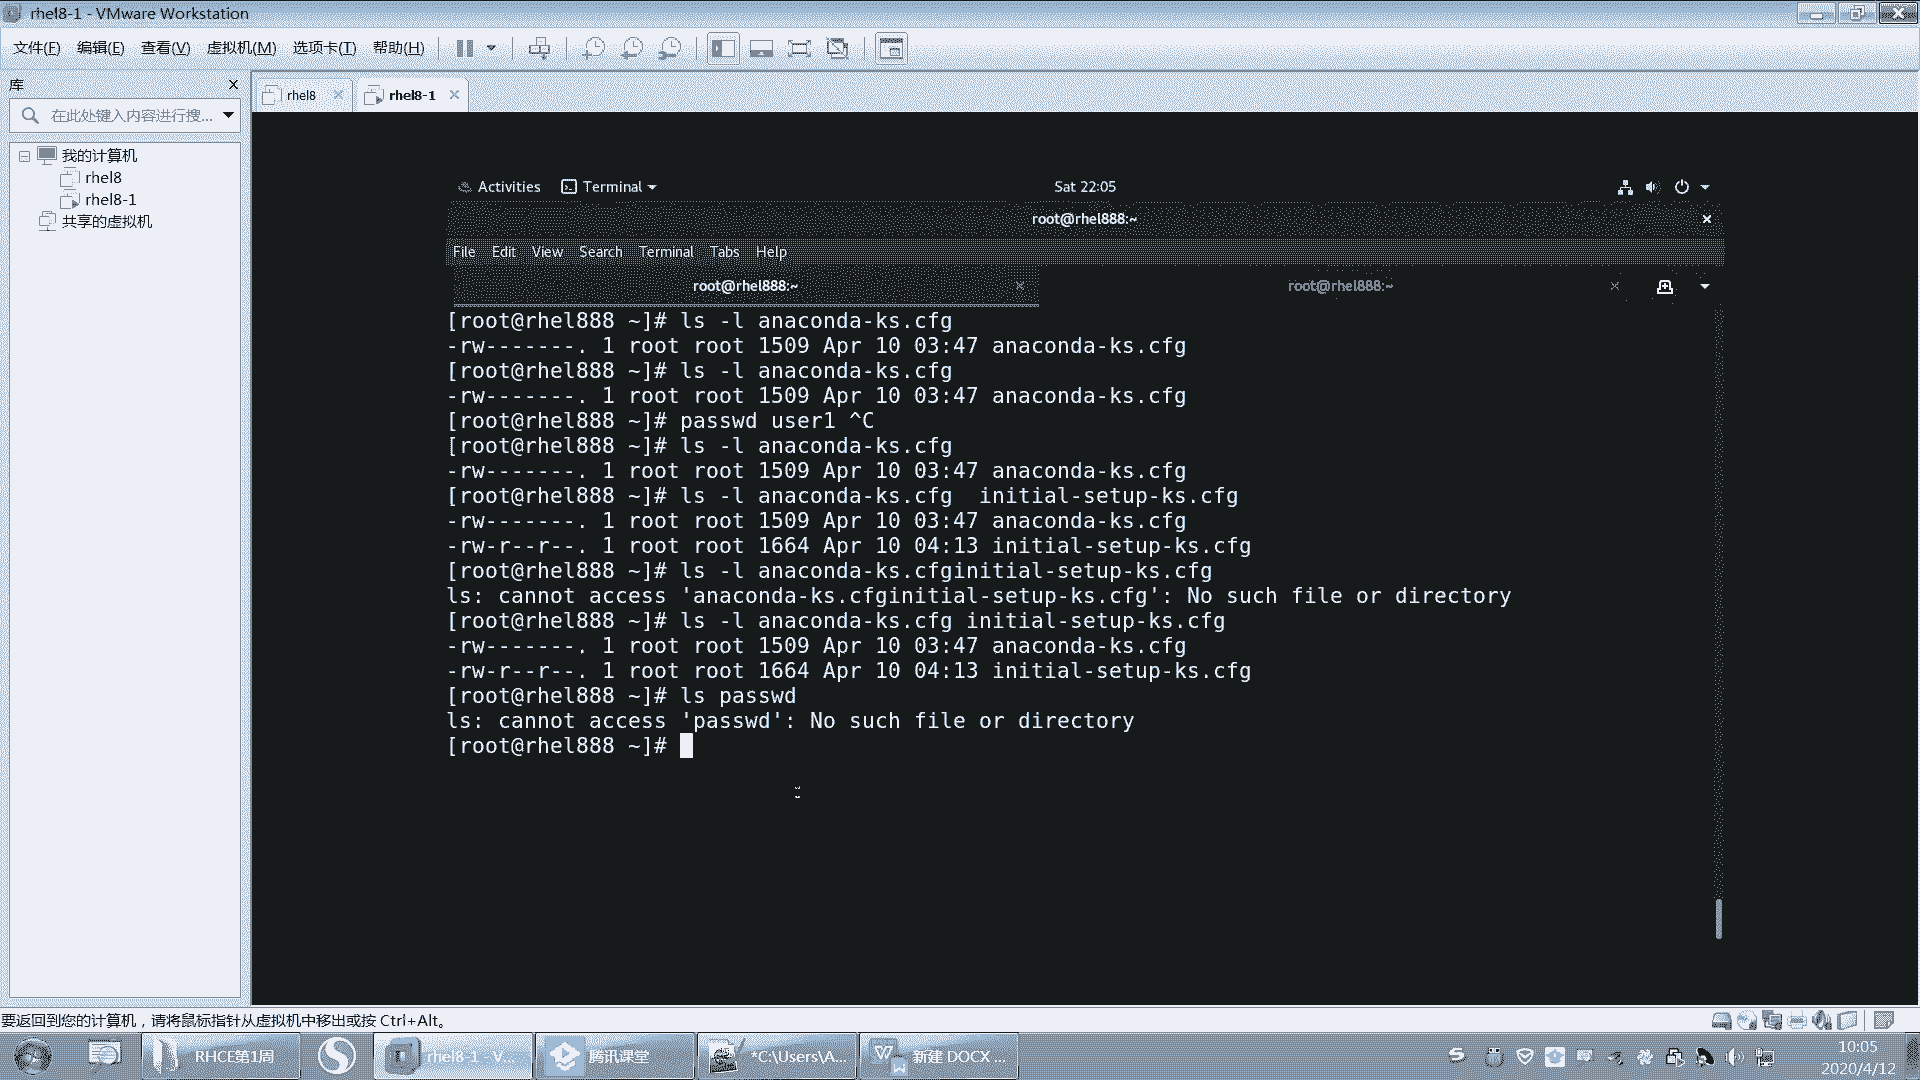 rhel8-1 - VMware Workstation
文件(F) 编辑(E) 查看(V) 虚拟机(M) 选项卡(T) 帮助(H)
库
rhel8
rhel8-1
在此处键入内容进行搜...
我的计算机
rhel8
rhel8-1
共享的虚拟机
Activities Terminal Sat 22:05
root@rhel888:~
File Edit View Search Terminal Tabs Help
root@rhel888:~ root@rhel888:~
[root@rhel888 ~]# ls -l anaconda-ks.cfg
-rw-------. 1 root root 1509 Apr 10 03:47 anaconda-ks.cfg
[root@rhel888 ~]# ls -l anaconda-ks.cfg
-rw-------. 1 root root 1509 Apr 10 03:47 anaconda-ks.cfg
[root@rhel888 ~]# passwd user1 ^C
[root@rhel888 ~]# ls -l anaconda-ks.cfg
-rw-------. 1 root root 1509 Apr 10 03:47 anaconda-ks.cfg
[root@rhel888 ~]# ls -l anaconda-ks.cfg  initial-setup-ks.cfg
-rw-------. 1 root root 1509 Apr 10 03:47 anaconda-ks.cfg
-rw-r--r--. 1 root root 1664 Apr 10 04:13 initial-setup-ks.cfg
[root@rhel888 ~]# ls -l anaconda-ks.cfginitial-setup-ks.cfg
ls: cannot access 'anaconda-ks.cfginitial-setup-ks.cfg': No such file or directory
[root@rhel888 ~]# ls -l anaconda-ks.cfg initial-setup-ks.cfg
-rw-------. 1 root root 1509 Apr 10 03:47 anaconda-ks.cfg
-rw-r--r--. 1 root root 1664 Apr 10 04:13 initial-setup-ks.cfg
[root@rhel888 ~]# ls passwd
ls: cannot access 'passwd': No such file or directory
[root@rhel888 ~]#
要返回到您的计算机，请将鼠标指针从虚拟机中移出或按 Ctrl+Alt。
RHCE第1周 rhel8-1 - V... 腾讯课堂 *C:\Users\A... 新建 DOCX ...
10:05
2020/4/12